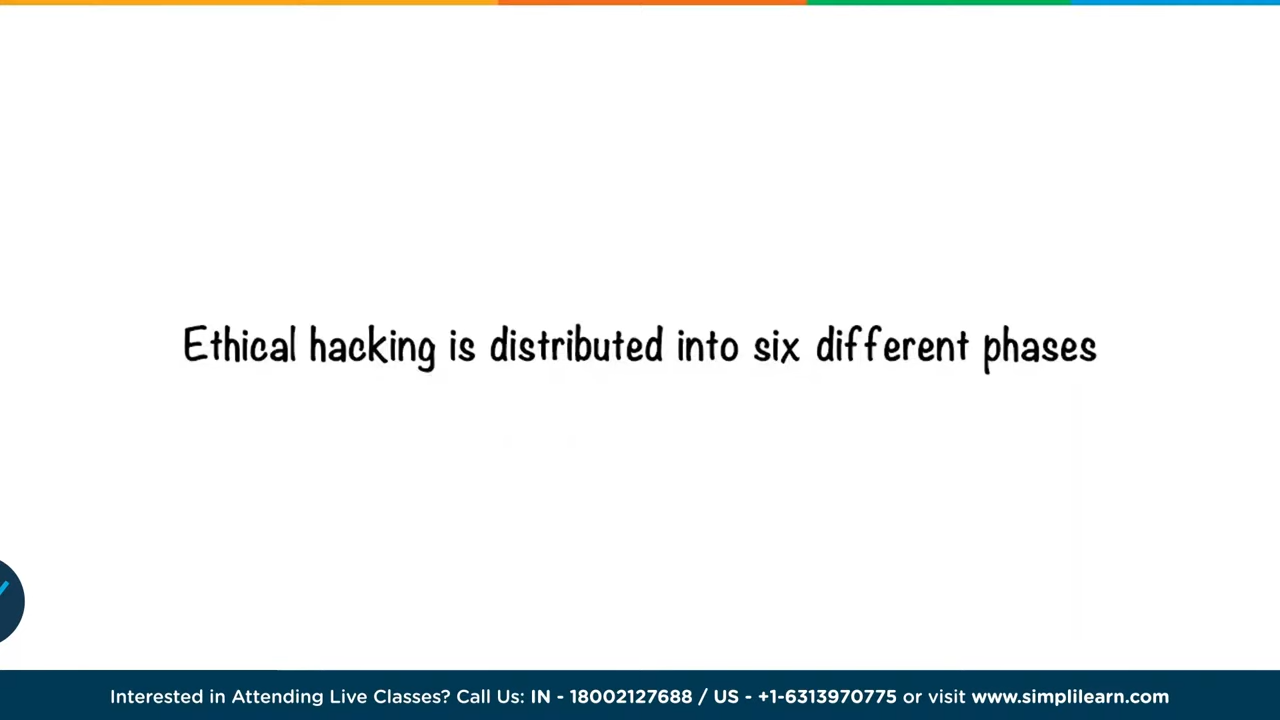 Ethical hacking is distributed into six different phases
Interested in Attending Live Classes? Call Us: IN - 18002127688 / US - +1-6313970775 or visit www.simplilearn.com